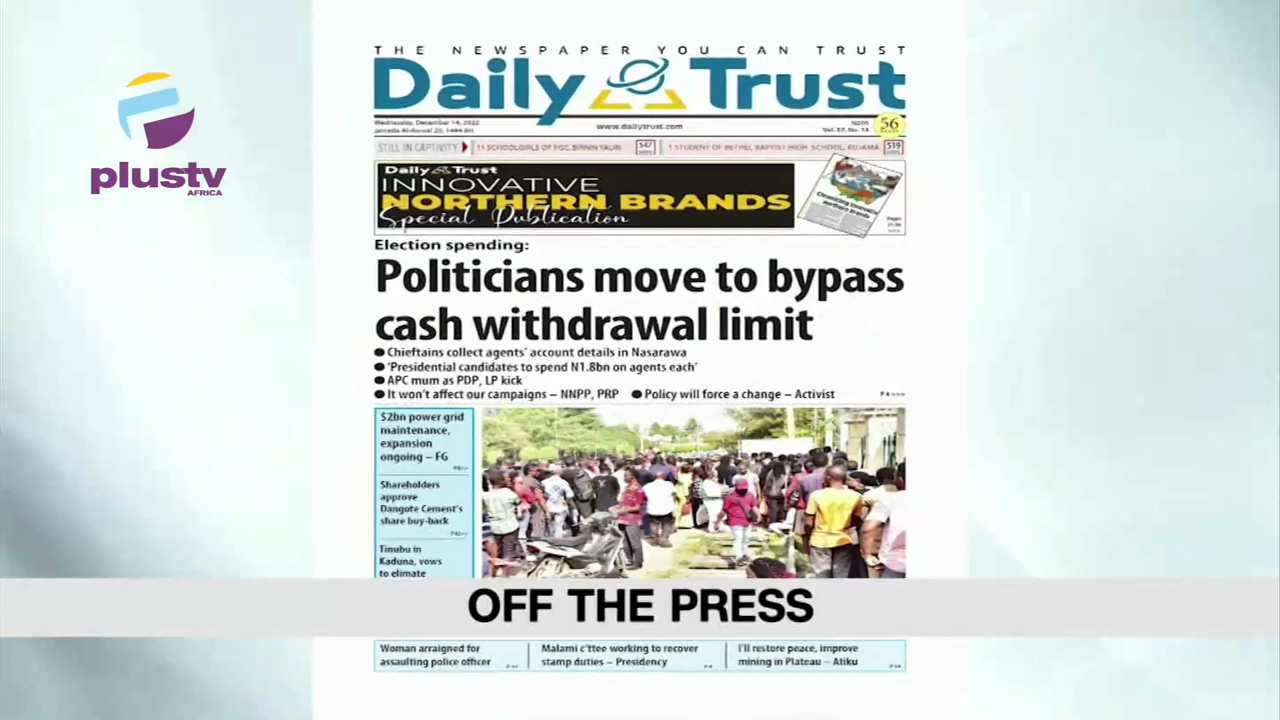 plustv
AFRICA
THE NEWSPAPER YOU CAN TRUST
Daily Trust
Wednesday, December 14, 2022
www.dailytrust.com
56
STILL IN CAPTIVITY
11 SCHOOLGIRLS OF FGC, BIRNIN YAURI
547
1 STUDENT OF BETHEL BAPTIST HIGH SCHOOL, KUJAMA
519
Daily Trust
INNOVATIVE
NORTHERN BRANDS
Special Publication
Election spending:
Politicians move to bypass
cash withdrawal limit
● Chieftains collect agents' account details in Nasarawa
● 'Presidential candidates to spend N1.8bn on agents each'
● APC mum as PDP, LP kick
● It won't affect our campaigns – NNPP, PRP ● Policy will force a change – Activist
$2bn power grid
maintenance,
expansion
ongoing – FG
Shareholders
approve
Dangote Cement's
share buy-back
Tinubu in
Kaduna, vows
to elimate
OFF THE PRESS
Woman arraigned for
assaulting police officer
Malami c'ttee working to recover
stamp duties – Presidency
I'll restore peace, improve
mining in Plateau – Atiku